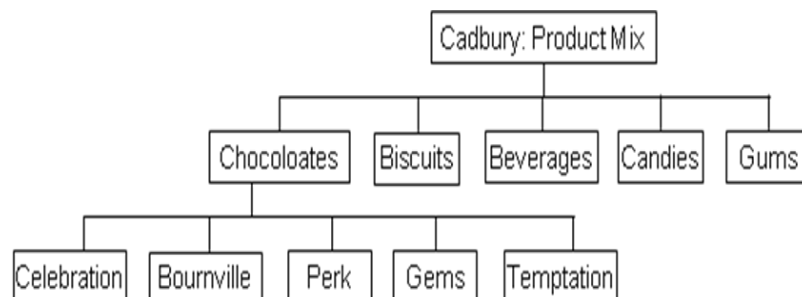 Cadbury: Product Mix
Chocoloates
Biscuits
Beverages
Candies
Gums
Celebration
Bournville
Perk
Gems
Temptation